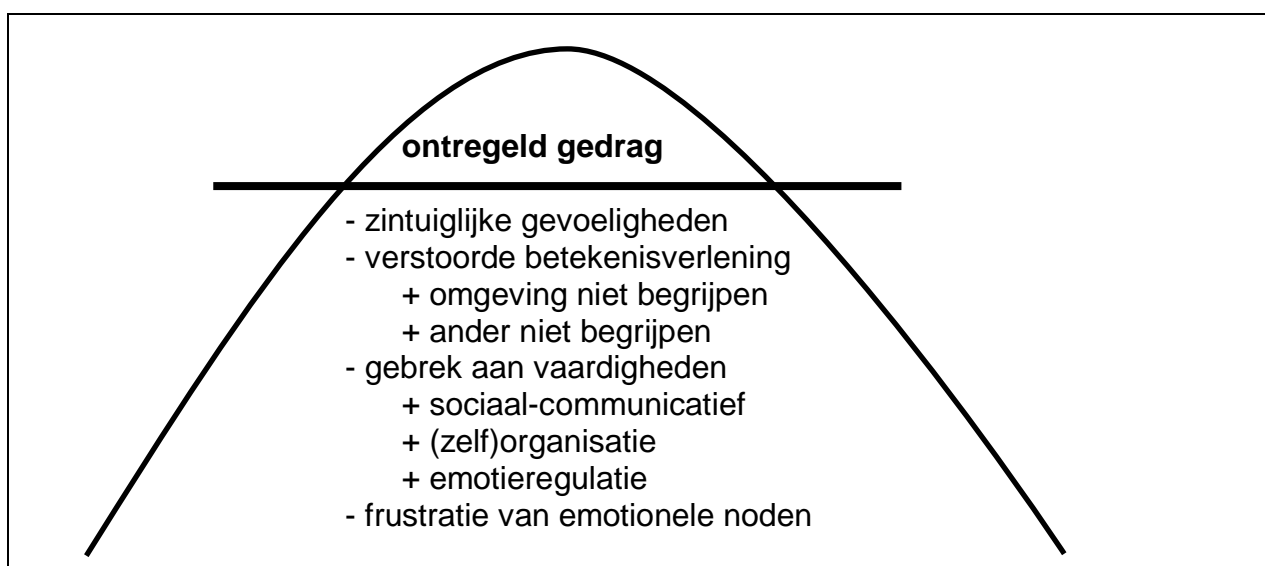 ontregeld gedrag
- zintuiglijke gevoeligheden
- verstoorde betekenisverlening
+ omgeving niet begrijpen
+ ander niet begrijpen
- gebrek aan vaardigheden
+ sociaal-communicatief
+ (zelf)organisatie
+ emotieregulatie
- frustratie van emotionele noden